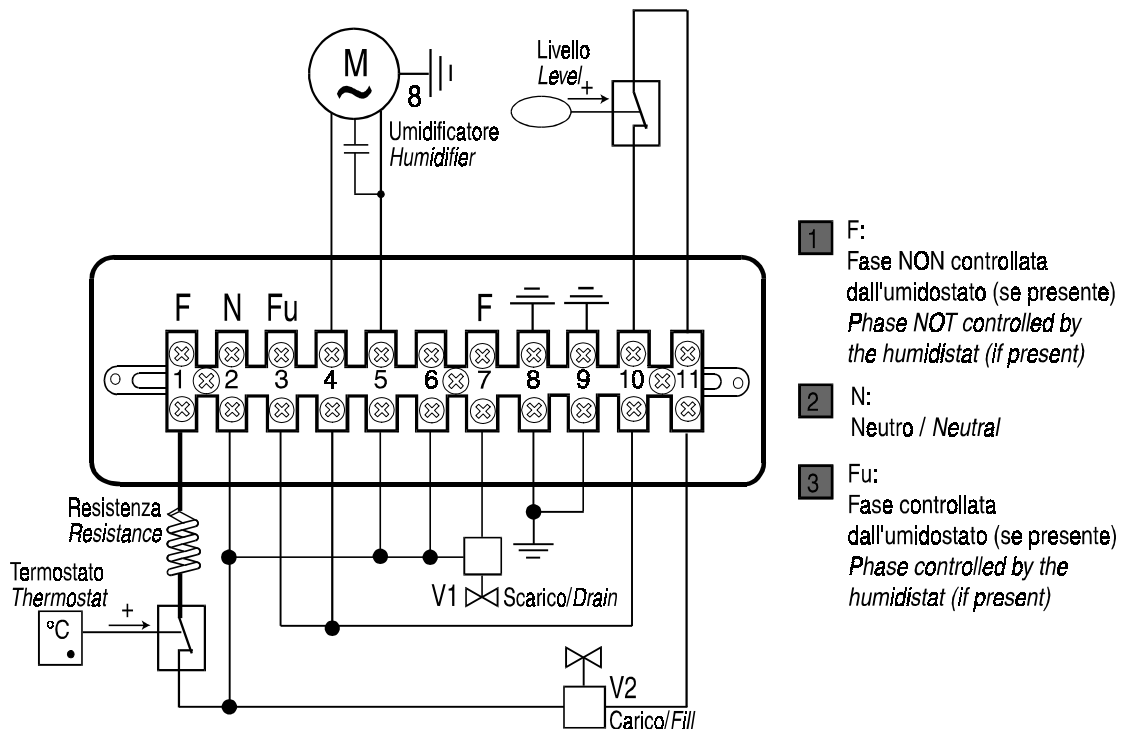 M
~
8
Umidificatore
Humidifier
Livello
Level
+
F N Fu F
1 2 3 4 5 6 7 8 9 10 11
Resistenza
Resistance
Termostato
Thermostat
+
°C
V1 Scarico/Drain
V2
Carico/Fill
1 F:
Fase NON controllata
dall'umidostato (se presente)
Phase NOT controlled by
the humidistat (if present)
2 N:
Neutro / Neutral
3 Fu:
Fase controllata
dall'umidostato (se presente)
Phase controlled by the
humidistat (if present)